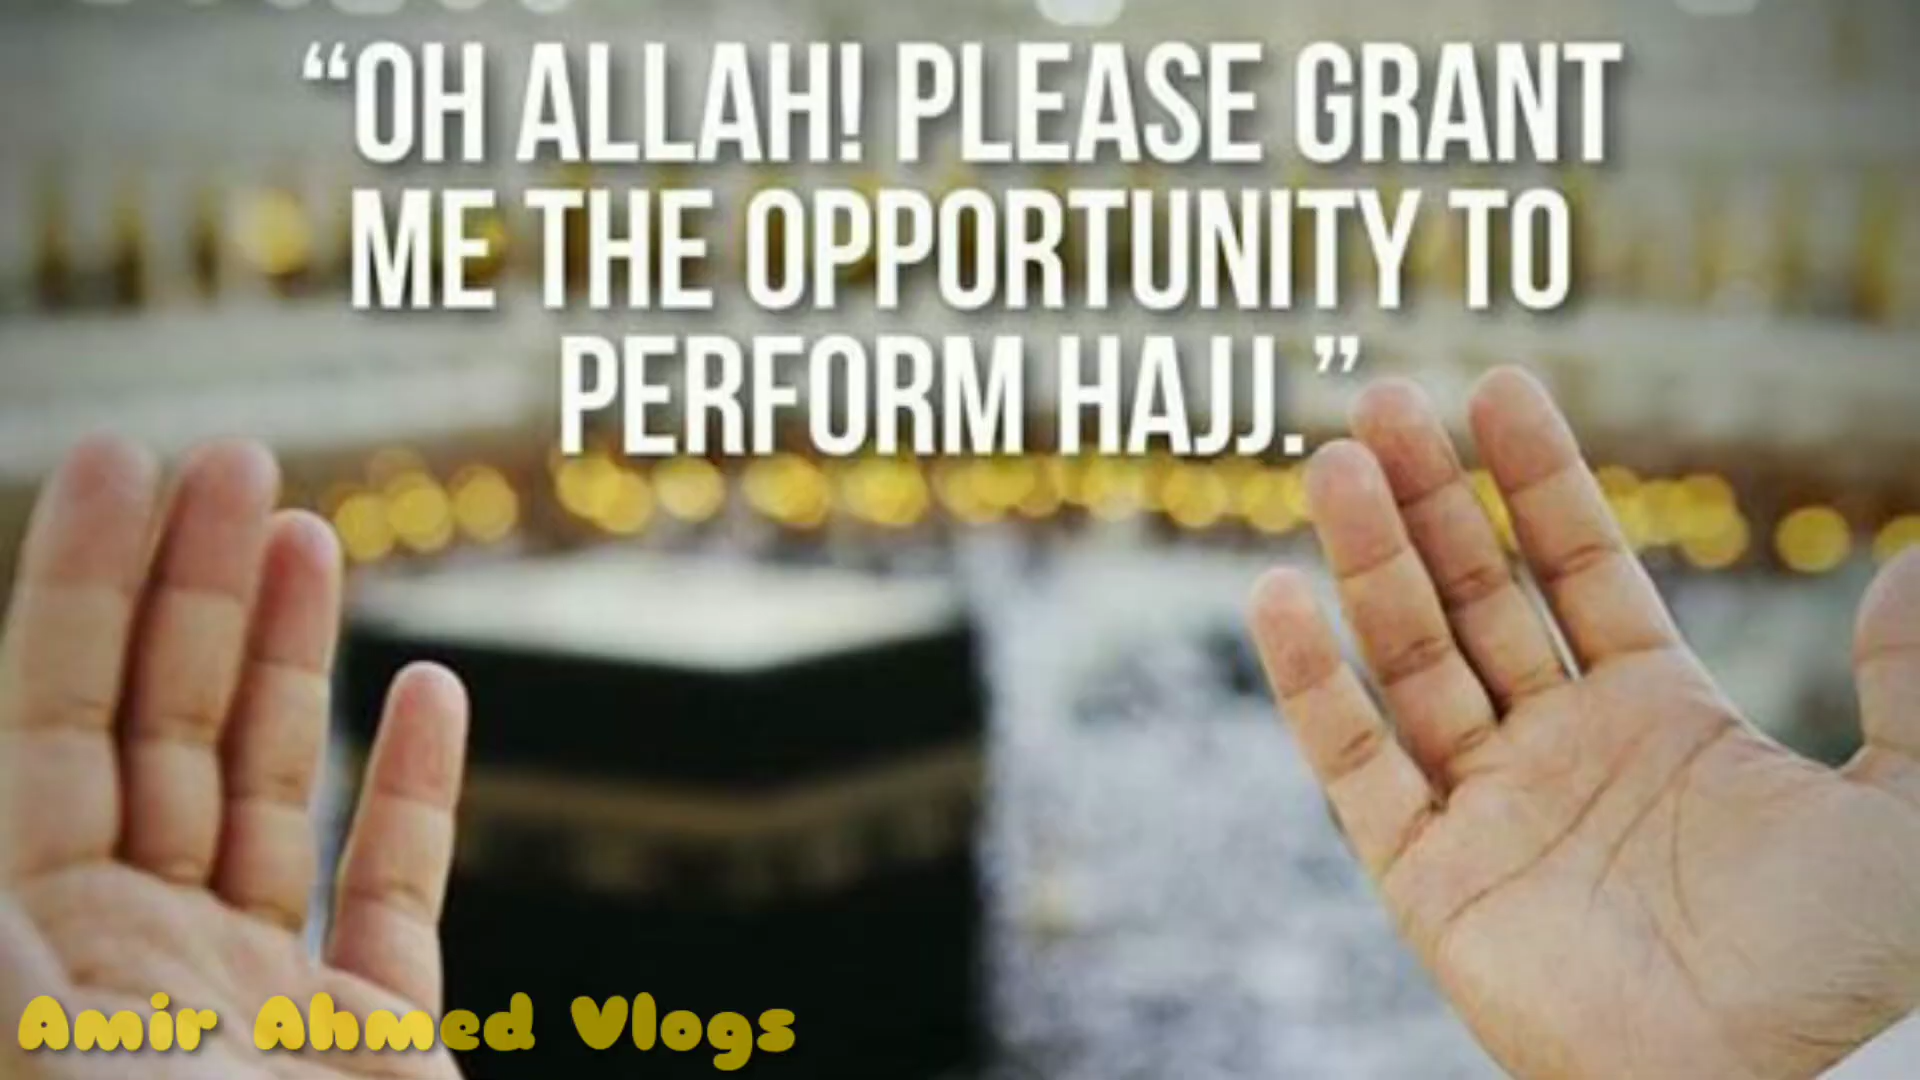 “OH ALLAH! PLEASE GRANT
ME THE OPPORTUNITY TO
PERFORM HAJJ.”
Amir Ahmed Vlogs